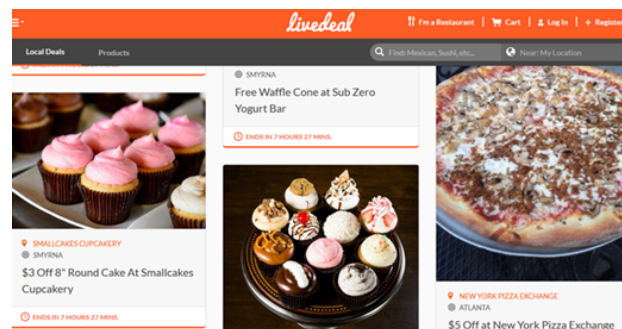 livedeal
I'm a Restaurant
Cart
Log In
+ Register
Local Deals
Products
Find: Mexican, Sushi, etc...
Near: My Location
SMALLCAKES CUPCAKERY
SMYRNA
$3 Off 8" Round Cake At Smallcakes
Cupcakery
ENDS IN 7 HOURS 27 MINS.
SMYRNA
Free Waffle Cone at Sub Zero
Yogurt Bar
ENDS IN 7 HOURS 27 MINS.
NEW YORK PIZZA EXCHANGE
ATLANTA
$5 Off at New York Pizza Exchange